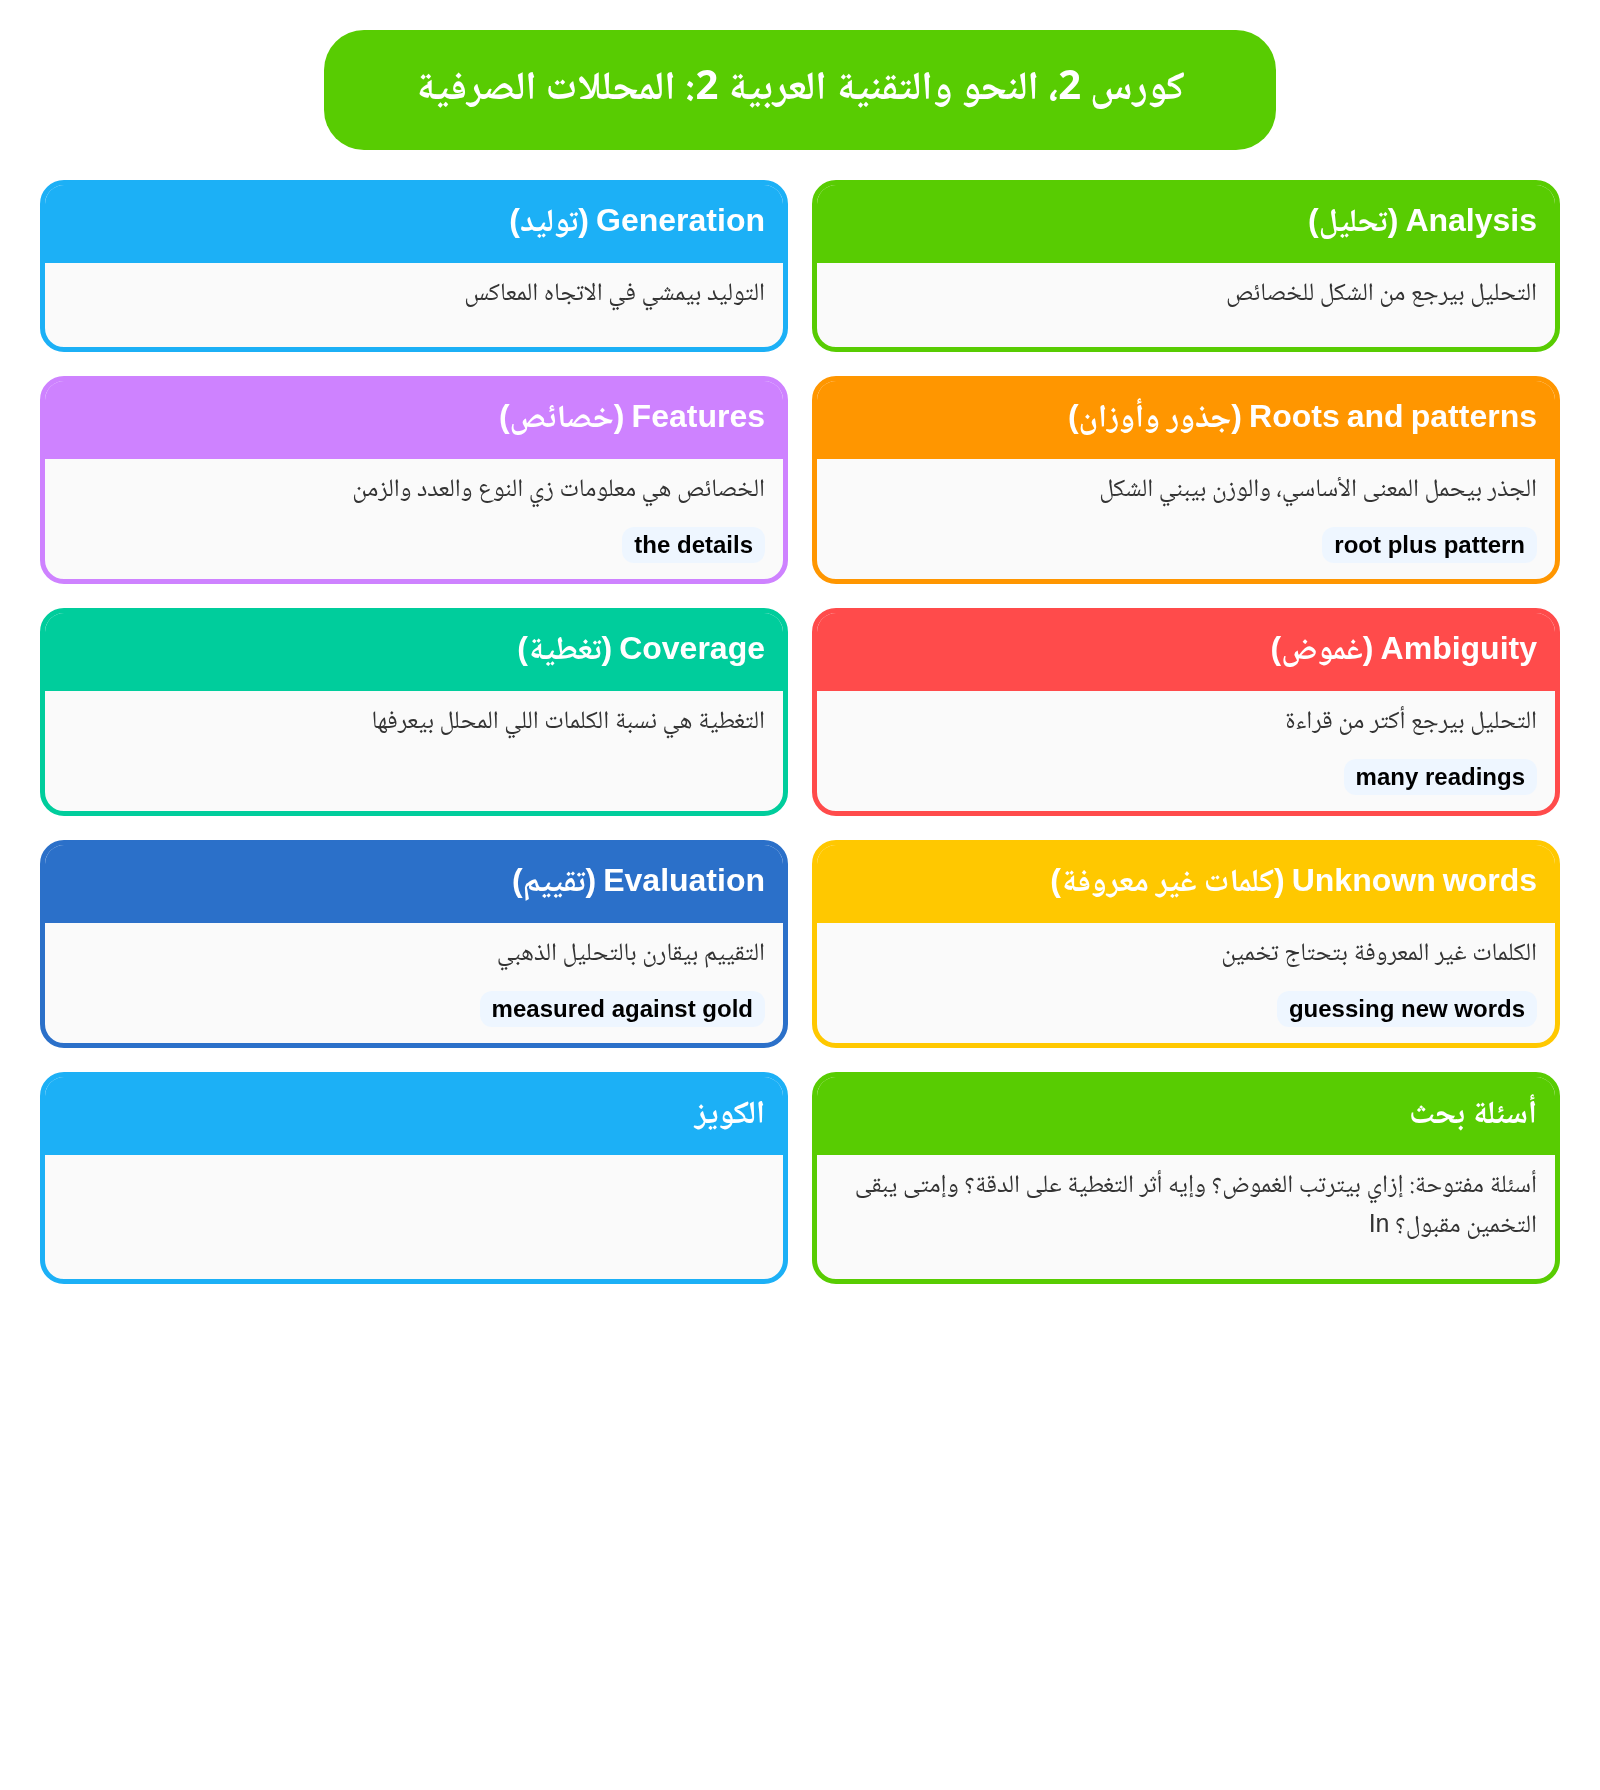 كورس 2، النحو والتقنية العربية 2: المحللات الصرفية
Analysis (تحليل)
التحليل بيرجع من الشكل للخصائص
Generation (توليد)
التوليد بيمشي في الاتجاه المعاكس
Roots and patterns (جذور وأوزان)
الجذر بيحمل المعنى الأساسي، والوزن بيبني الشكل
root plus pattern
Features (خصائص)
الخصائص هي معلومات زي النوع والعدد والزمن
the details
Ambiguity (غموض)
التحليل بيرجع أكتر من قراءة
many readings
Coverage (تغطية)
التغطية هي نسبة الكلمات اللي المحلل بيعرفها
Unknown words (كلمات غير معروفة)
الكلمات غير المعروفة بتحتاج تخمين
guessing new words
Evaluation (تقييم)
التقييم بيقارن بالتحليل الذهبي
measured against gold
أسئلة بحث
أسئلة مفتوحة: إزاي بيترتب الغموض؟ وإيه أثر التغطية على الدقة؟ وإمتى يبقى
التخمين مقبول؟ In
الكويز